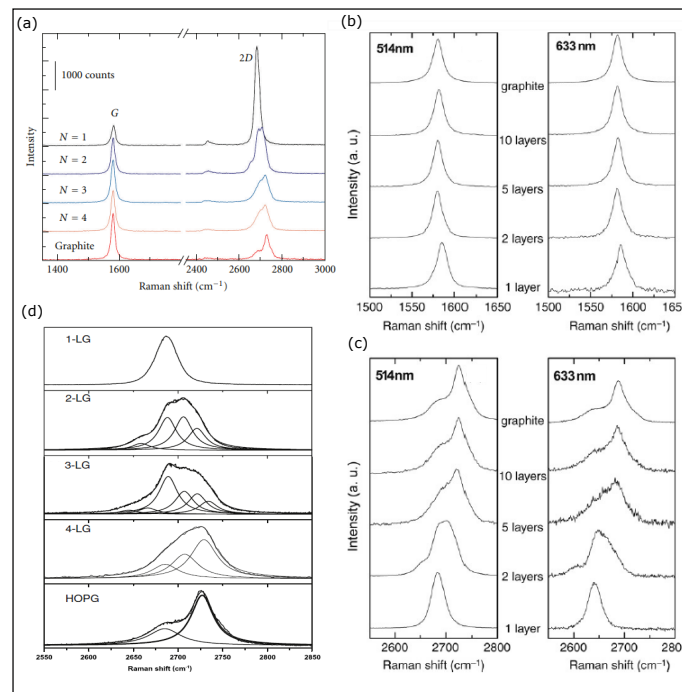 (a)
1000 counts
2D
G
N = 1
N = 2
N = 3
N = 4
Graphite
Intensity
1400 1600 2400 2600 2800 3000
Raman shift (cm⁻¹)
(b)
514nm 633 nm
graphite
10 layers
5 layers
2 layers
1 layer
Intensity (a. u.)
1500 1550 1600 1650 1500 1550 1600 1650
Raman shift (cm⁻¹) Raman shift (cm⁻¹)
(d)
1-LG
2-LG
3-LG
4-LG
HOPG
2550 2600 2650 2700 2750 2800 2850
Raman shift (cm⁻¹)
(c)
514nm 633nm
graphite
10 layers
5 layers
2 layers
1 layer
Intensity (a. u.)
2600 2700 2800 2600 2700 280
Raman shift (cm⁻¹) Raman shift (cm⁻¹)